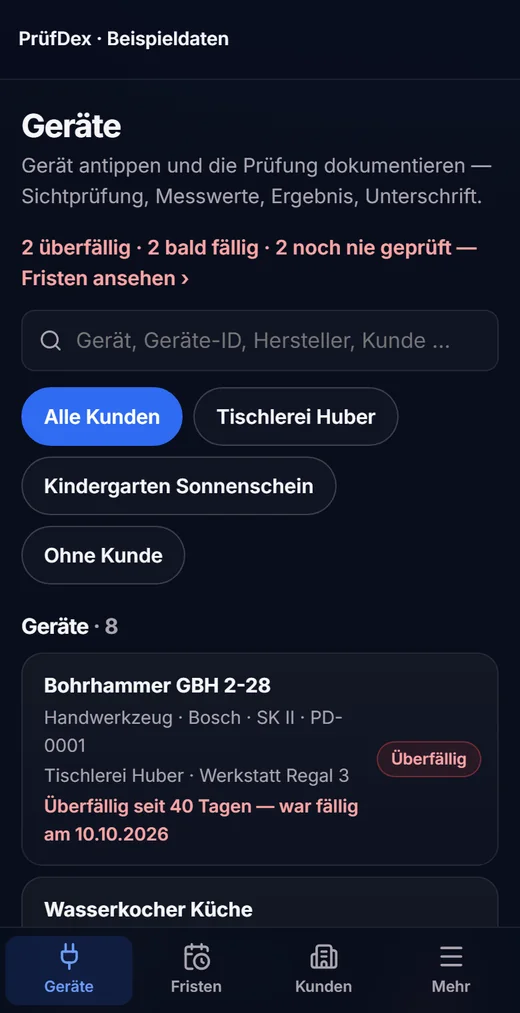 PrüfDex · Beispieldaten
Geräte
Gerät antippen und die Prüfung dokumentieren —
Sichtprüfung, Messwerte, Ergebnis, Unterschrift.
2 überfällig · 2 bald fällig · 2 noch nie geprüft —
Fristen ansehen ›
Gerät, Geräte-ID, Hersteller, Kunde ...
Alle Kunden
Tischlerei Huber
Kindergarten Sonnenschein
Ohne Kunde
Geräte · 8
Bohrhammer GBH 2-28
Handwerkzeug · Bosch · SK II · PD-
0001
Tischlerei Huber · Werkstatt Regal 3
Überfällig seit 40 Tagen — war fällig
am 10.10.2026
Überfällig
Wasserkocher Küche
Geräte
Fristen
Kunden
Mehr